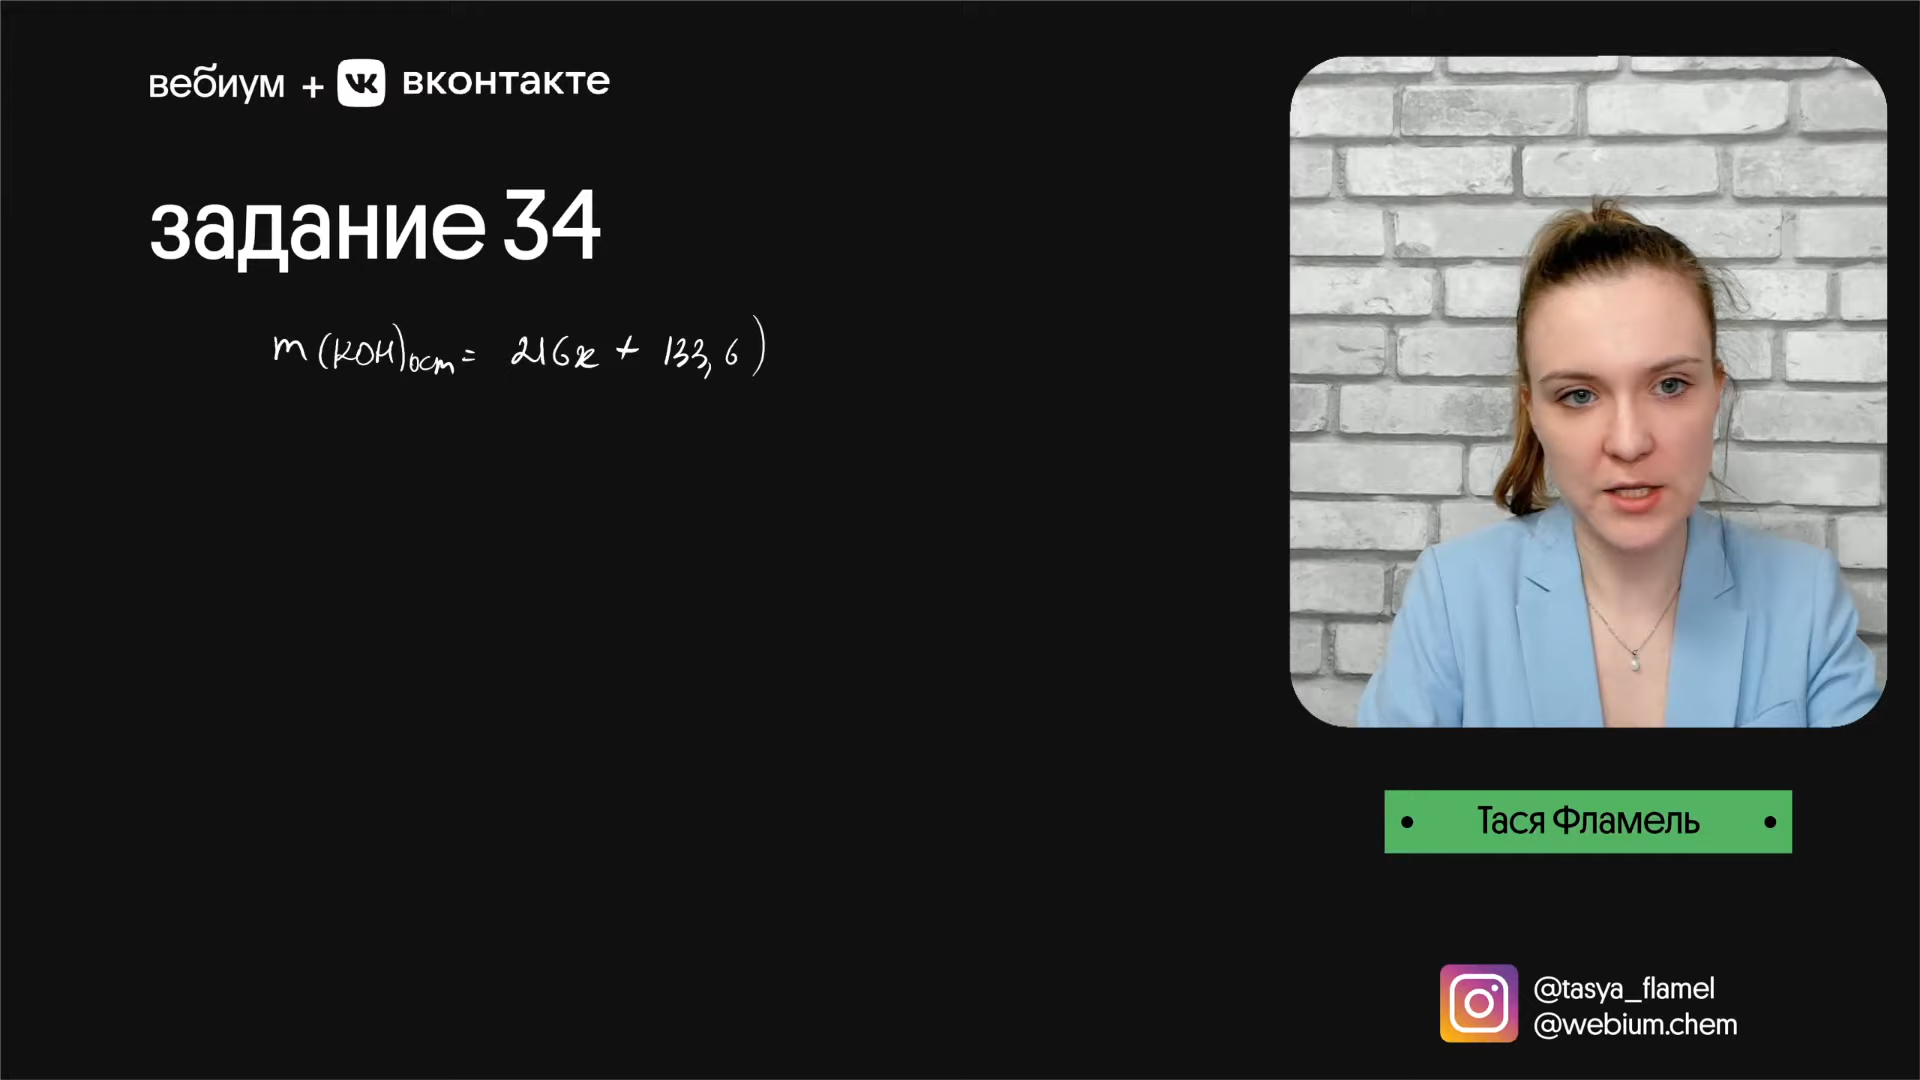 вебиум + вконтакте
задание 34
m(KOH)ост = 216x + 133,6)
Тася Фламель
@tasya_flamel
@webium.chem